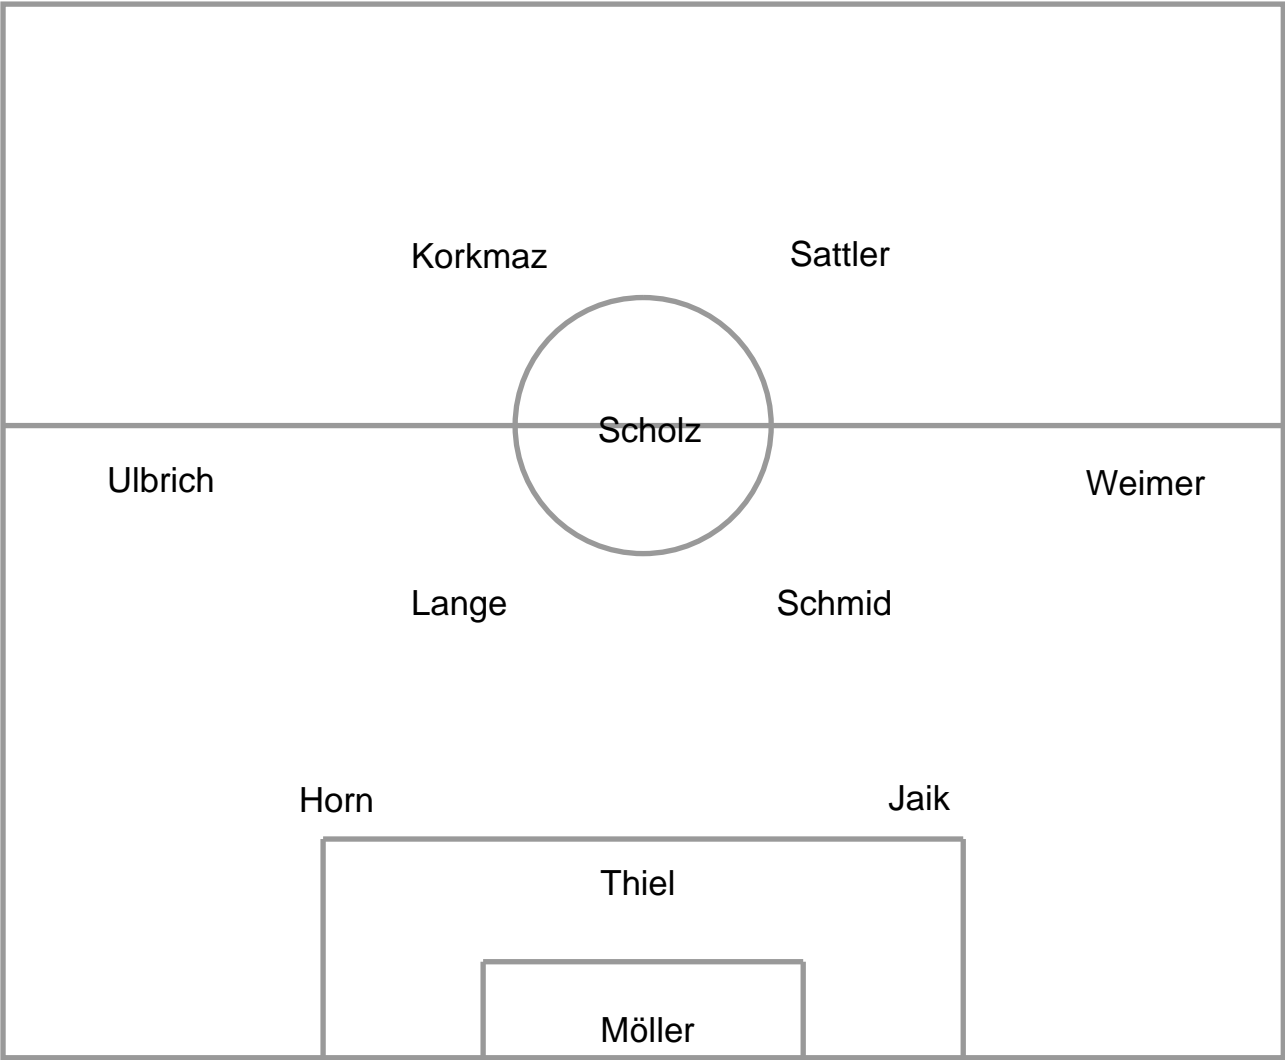 Korkmaz
Sattler
Scholz
Ulbrich
Weimer
Lange
Schmid
Horn
Jaik
Thiel
Möller